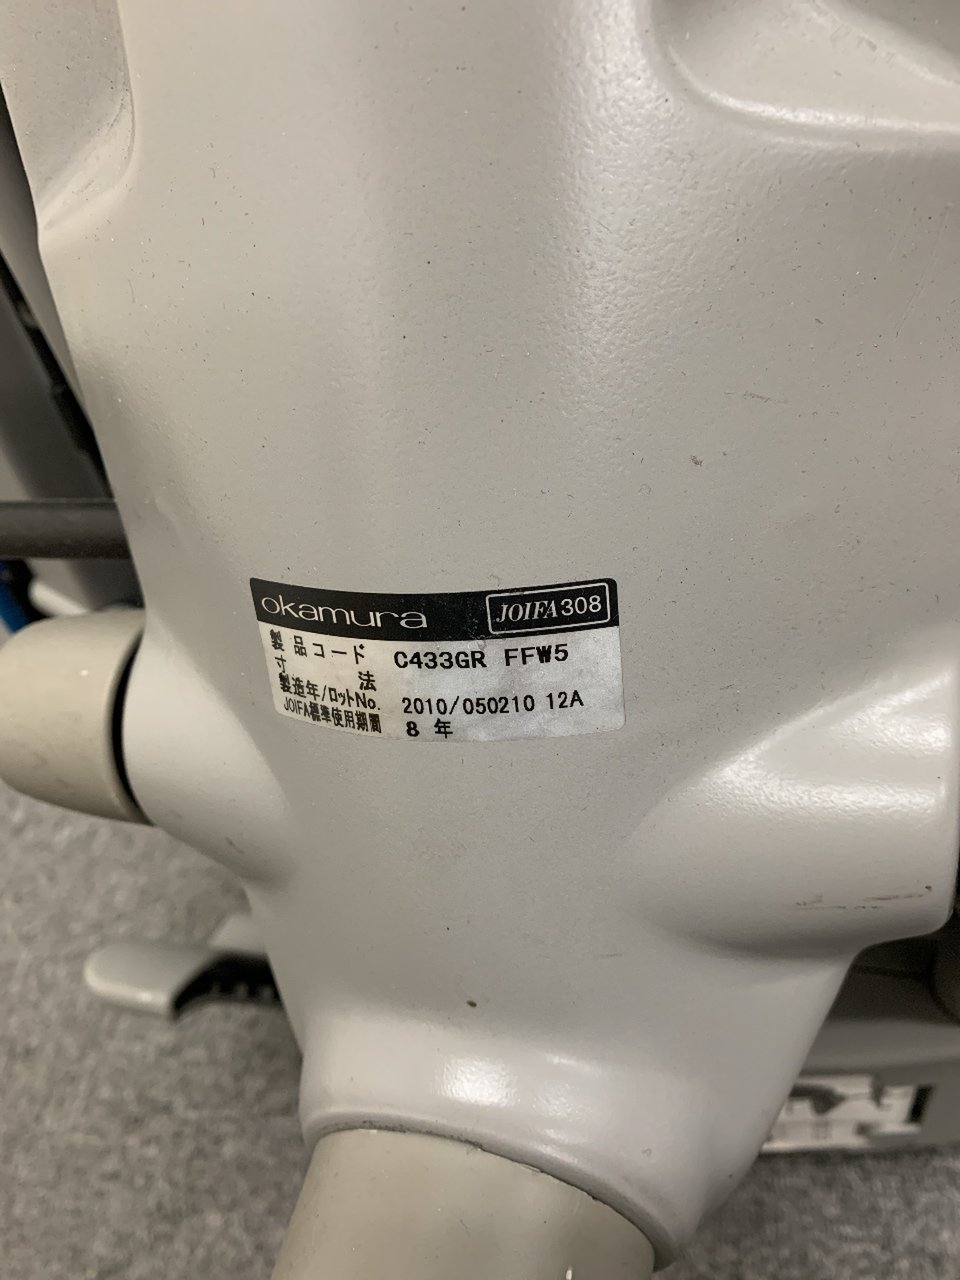 okamura JOIFA308
製品コード C433GR FFW5
寸法
製造年/ロットNo. 2010/050210 12A
JOIFA標準使用期間 8 年